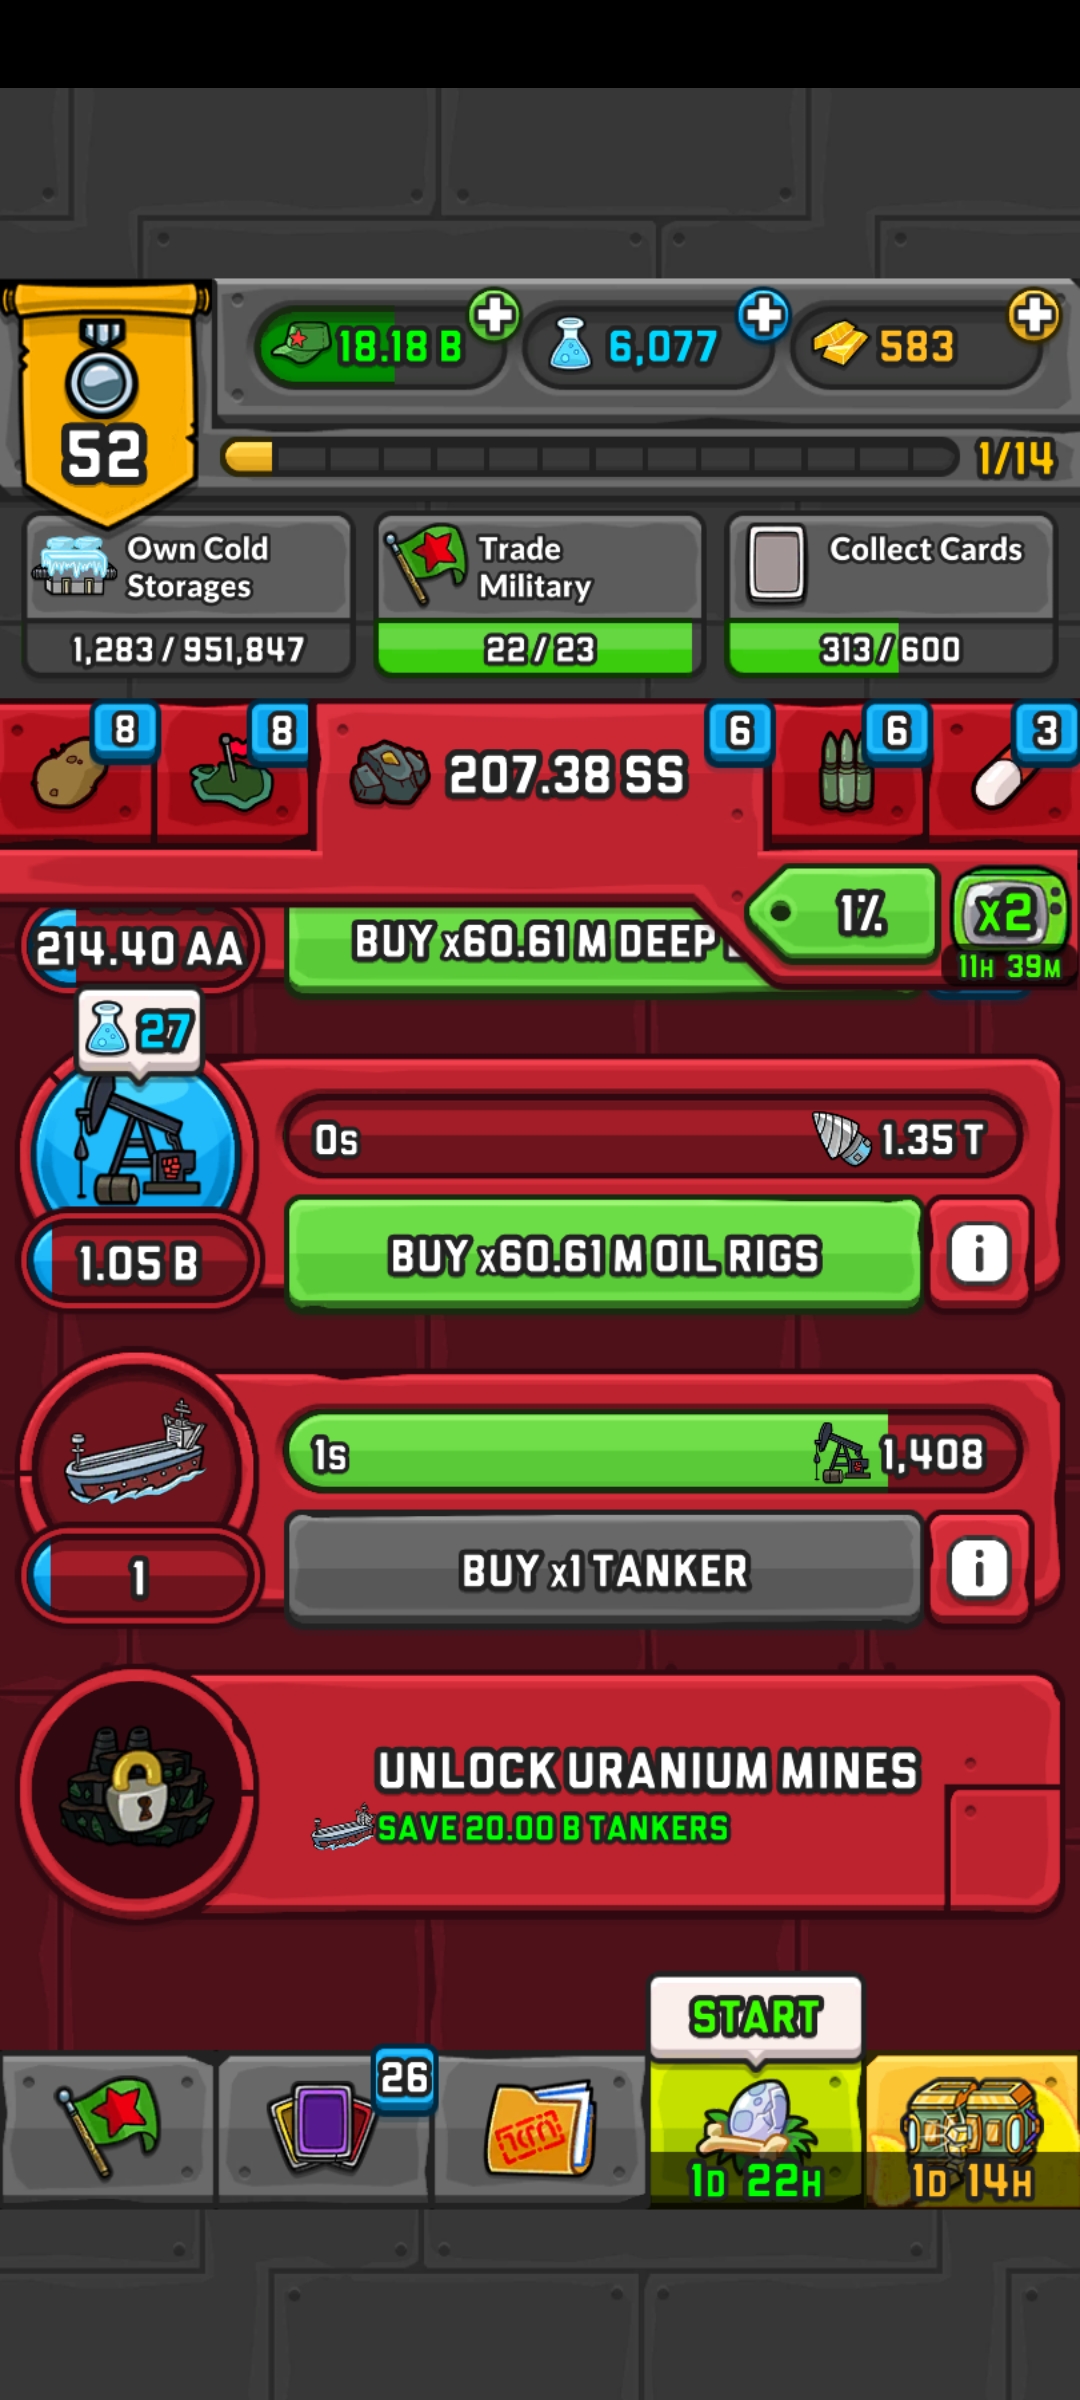 18.18 B
6,077
583
52
1/14
Own Cold
Storages
Trade
Military
Collect Cards
1,283 / 951,847
22 / 23
313 / 600
8
8
207.38 SS
6
6
3
1%
x2
11H 39M
214.40 AA
BUY x60.61 M DEEP
27
0s
1.35 T
1.05 B
BUY x60.61 M OIL RIGS
i
1s
1,408
1
BUY x1 TANKER
i
UNLOCK URANIUM MINES
SAVE 20.00 B TANKERS
START
26
1D 22H
1D 14H